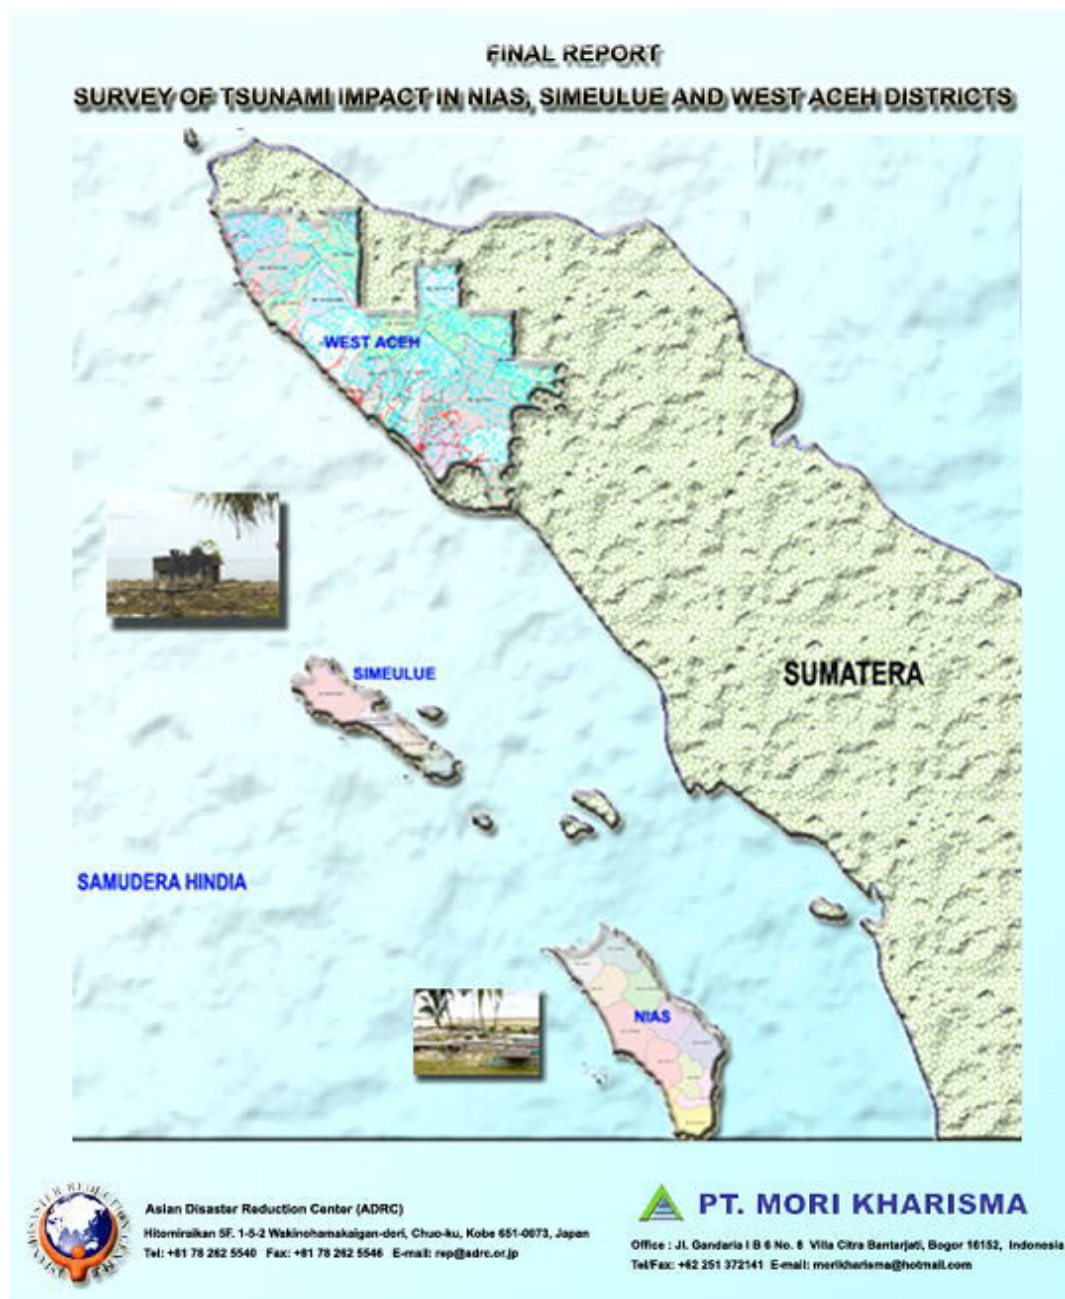 FINAL REPORT
SURVEY OF TSUNAMI IMPACT IN NIAS, SIMEULUE AND WEST ACEH DISTRICTS
WEST ACEH
SIMEULUE
SUMATERA
SAMUDERA HINDIA
NIAS
ASIAN DISASTER REDUCTION CENTER
Asian Disaster Reduction Center (ADRC)
Hitomiraikan 5F. 1-5-2 Wakinohamakaigan-dori, Chuo-ku, Kobe 651-0073, Japan
Tel: +81 78 262 5540 Fax: +81 78 262 5546 E-mail: rep@adrc.or.jp
PT. MORI KHARISMA
Office : Jl. Gandaria I B 6 No. 8 Villa Citra Bantarjati, Bogor 16152, Indonesia
Tel/Fax: +62 251 372141 E-mail: morikharisma@hotmail.com